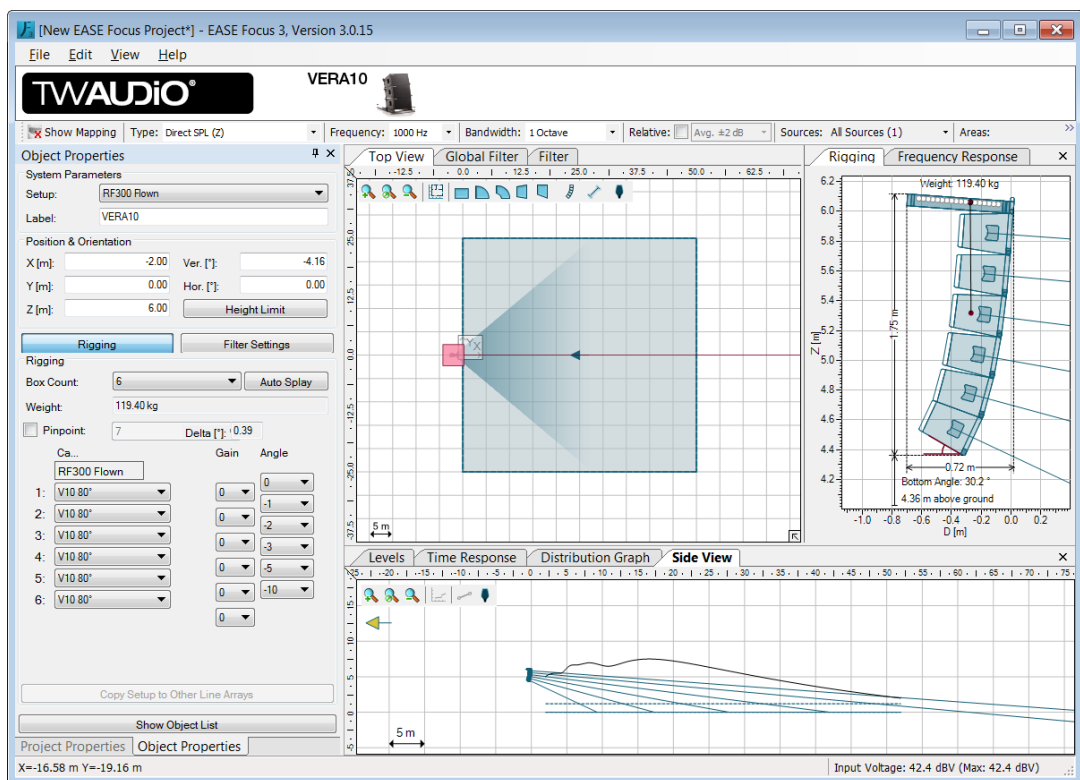 [New EASE Focus Project*] - EASE Focus 3, Version 3.0.15
File Edit View Help
TWAUDiO®
VERA10
Show Mapping Type: Direct SPL (Z) Frequency: 1000 Hz Bandwidth: 1 Octave Relative: Avg. ±2 dB Sources: All Sources (1) Areas:
Object Properties
System Parameters
Setup: RF300 Flown
Label: VERA10
Position & Orientation
X [m]: -2.00 Ver. [°]: -4.16
Y [m]: 0.00 Hor. [°]: 0.00
Z [m]: 6.00 Height Limit
Rigging Filter Settings
Rigging
Box Count: 6 Auto Splay
Weight: 119.40 kg
Pinpoint: 7 Delta [°]: 0.39
Ca... Gain Angle
RF300 Flown
0
1: V10 80° 0
-1
2: V10 80° 0
-2
3: V10 80° 0
-3
4: V10 80° 0
-5
5: V10 80° 0
-10
6: V10 80° 0
Copy Setup to Other Line Arrays
Show Object List
Project Properties Object Properties
Top View Global Filter Filter
-12.5 0.0 12.5 25.0 37.5 50.0 62.5
37.5
25.0
12.5
0.0
-12.5
-25.0
-37.5
Y X
5 m
Rigging Frequency Response
Weight: 119.40 kg
6.2
6.0
5.8
5.6
5.4
5.2
5.0
4.8
4.6
4.4
4.2
Z [m]
1.75 m
0.72 m
Bottom Angle: 30.2 °
4.36 m above ground
-1.0 -0.8 -0.6 -0.4 -0.2 0.0 0.2
D [m]
Levels Time Response Distribution Graph Side View
-25 -20 -15 -10 -5 0 5 10 15 20 25 30 35 40 45 50 55 60 65 70 75
15
10
5
0
-5
5 m
X=-16.58 m Y=-19.16 m
Input Voltage: 42.4 dBV (Max: 42.4 dBV)